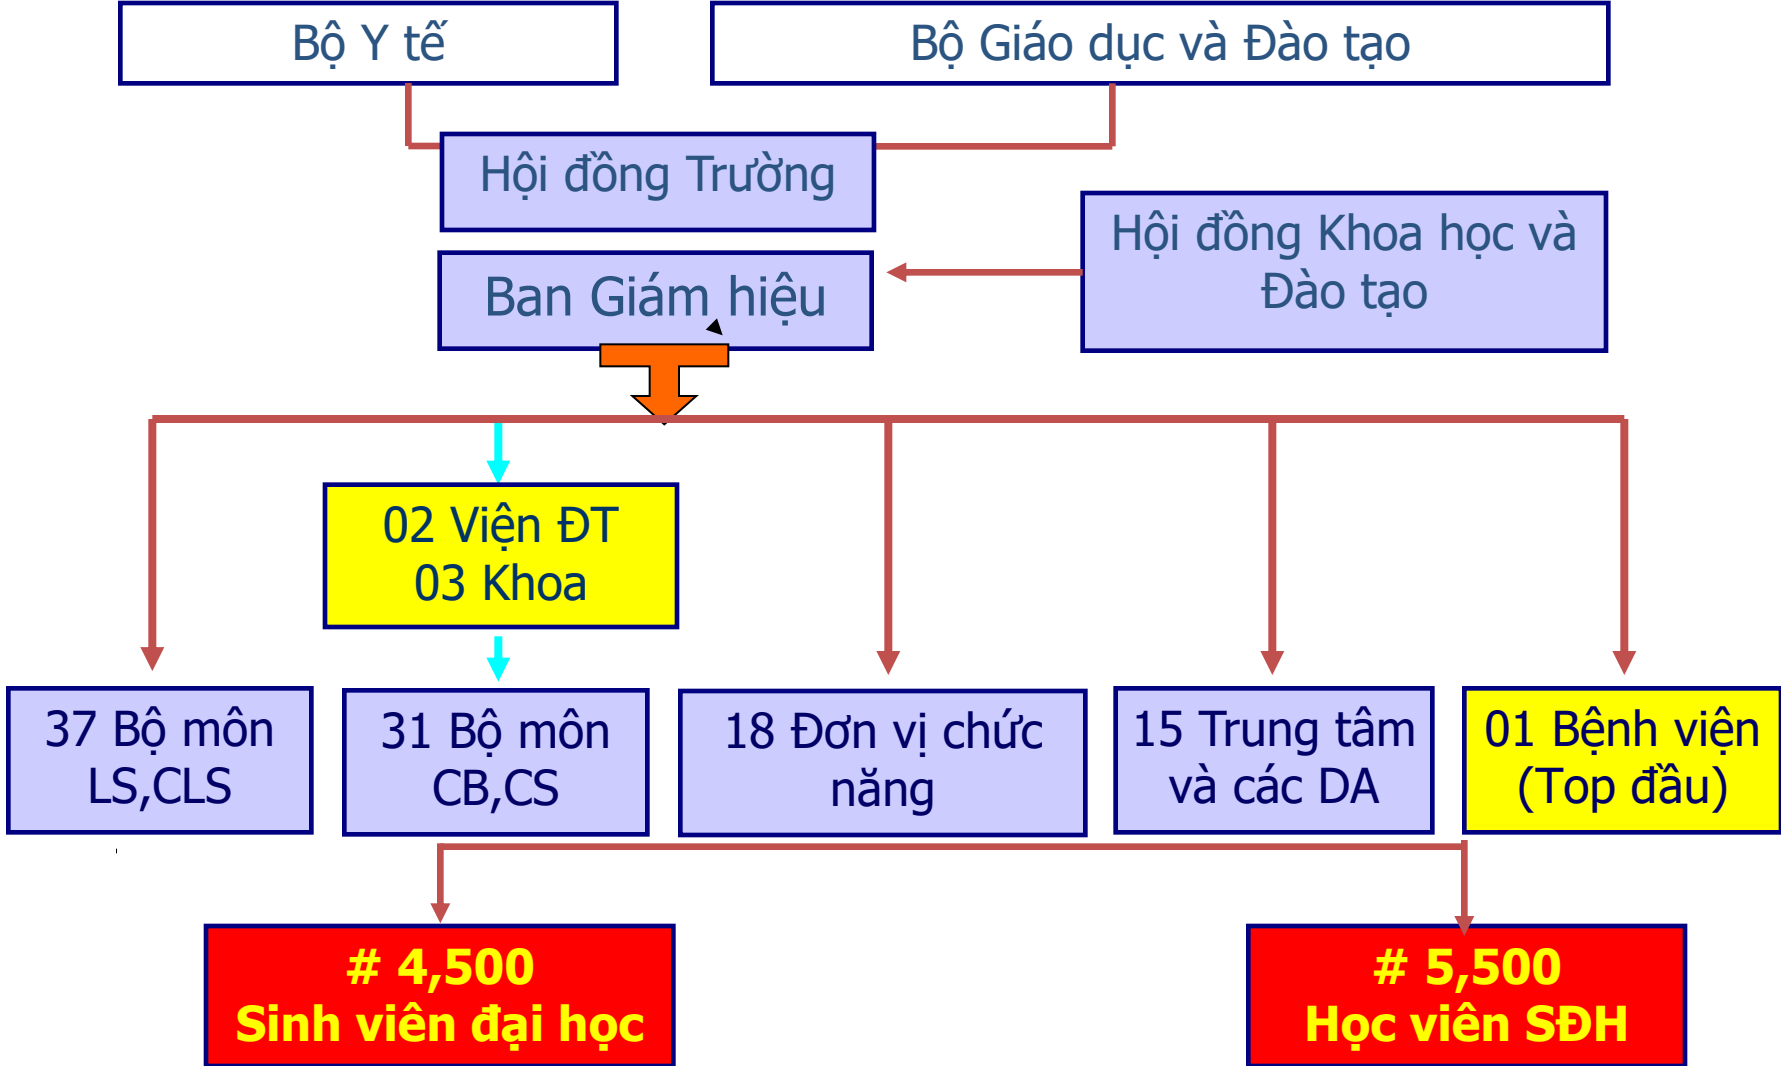 Bộ Y tế
Bộ Giáo dục và Đào tạo
Hội đồng Trường
Hội đồng Khoa học và
Đào tạo
Ban Giám hiệu
02 Viện ĐT
03 Khoa
37 Bộ môn
LS,CLS
31 Bộ môn
CB,CS
18 Đơn vị chức
năng
15 Trung tâm
và các DA
01 Bệnh viện
(Top đầu)
# 4,500
Sinh viên đại học
# 5,500
Học viên SĐH